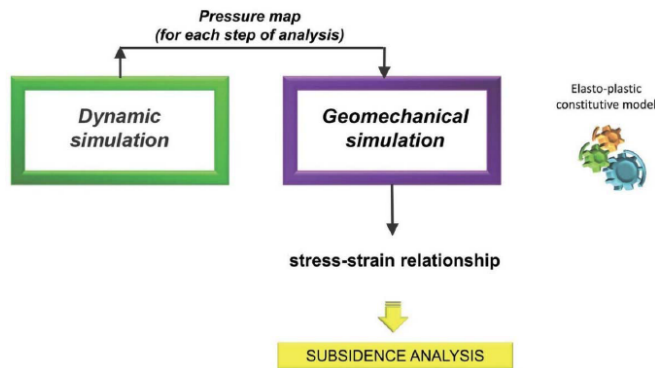 Pressure map
(for each step of analysis)
Dynamic
simulation
Geomechanical
simulation
Elasto-plastic
constitutive model
stress-strain relationship
SUBSIDENCE ANALYSIS